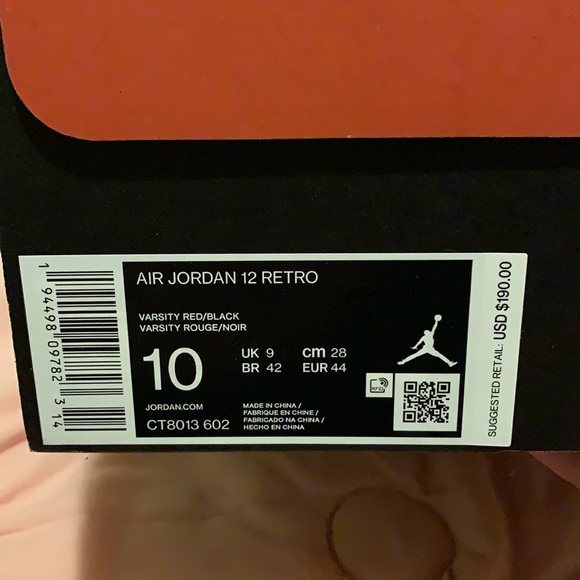 AIR JORDAN 12 RETRO
VARSITY RED/BLACK
VARSITY ROUGE/NOIR
10
UK 9 cm 28
BR 42 EUR 44
JORDAN.COM
CT8013 602
MADE IN CHINA /
FABRIQUE EN CHINE /
FABRICADO NA CHINA /
HECHO EN CHINA
RFID
1 94498 09782 3 14
SUGGESTED RETAIL: USD $190.00